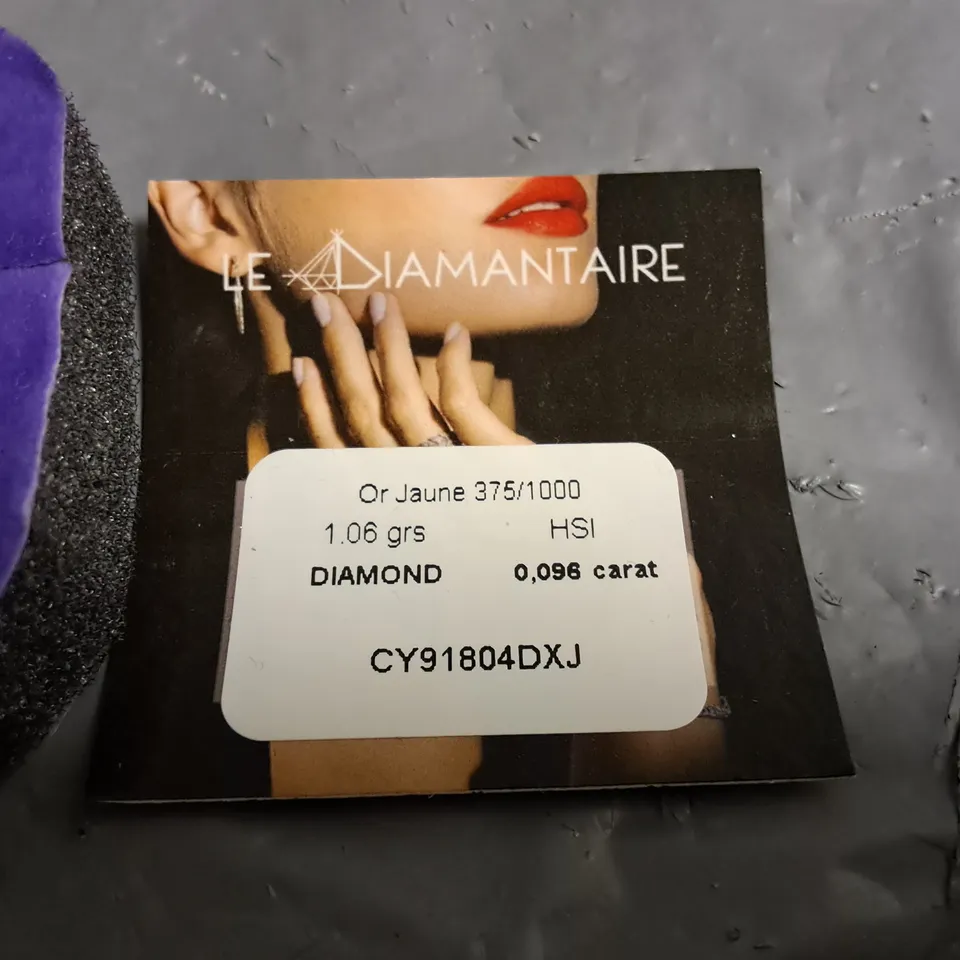 LE DIAMANTAIRE
Or Jaune 375/1000
1.06 grs HSI
DIAMOND 0,096 carat
CY91804DXJ